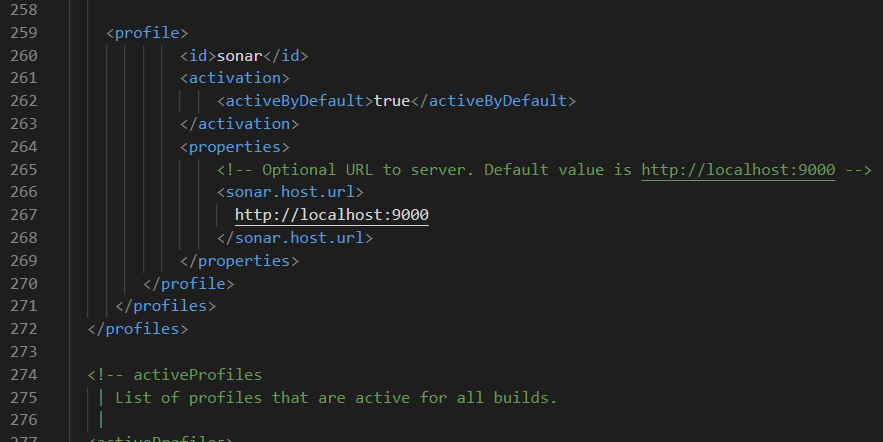 258
259 <profile>
260 <id>sonar</id>
261 <activation>
262 <activeByDefault>true</activeByDefault>
263 </activation>
264 <properties>
265 <!-- Optional URL to server. Default value is http://localhost:9000 -->
266 <sonar.host.url>
267 http://localhost:9000
268 </sonar.host.url>
269 </properties>
270 </profile>
271 </profiles>
272 </profiles>
273
274 <!-- activeProfiles
275 | List of profiles that are active for all builds.
276 |
277 <activeProfiles>